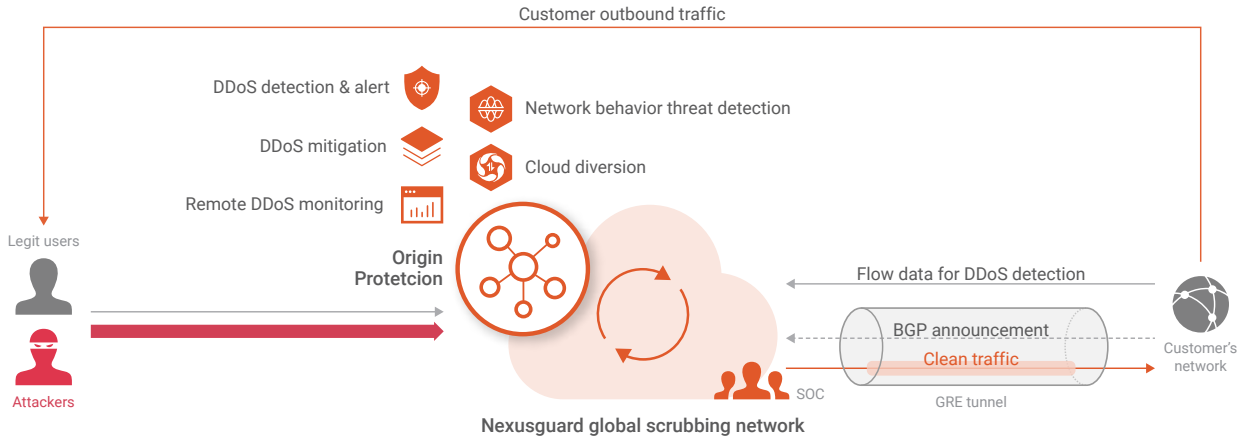 Customer outbound traffic
DDoS detection & alert
Network behavior threat detection
DDoS mitigation
Cloud diversion
Remote DDoS monitoring
Legit users
Origin
Protetcion
Flow data for DDoS detection
BGP announcement
Clean traffic
Customer's
network
Attackers
SOC
GRE tunnel
Nexusguard global scrubbing network